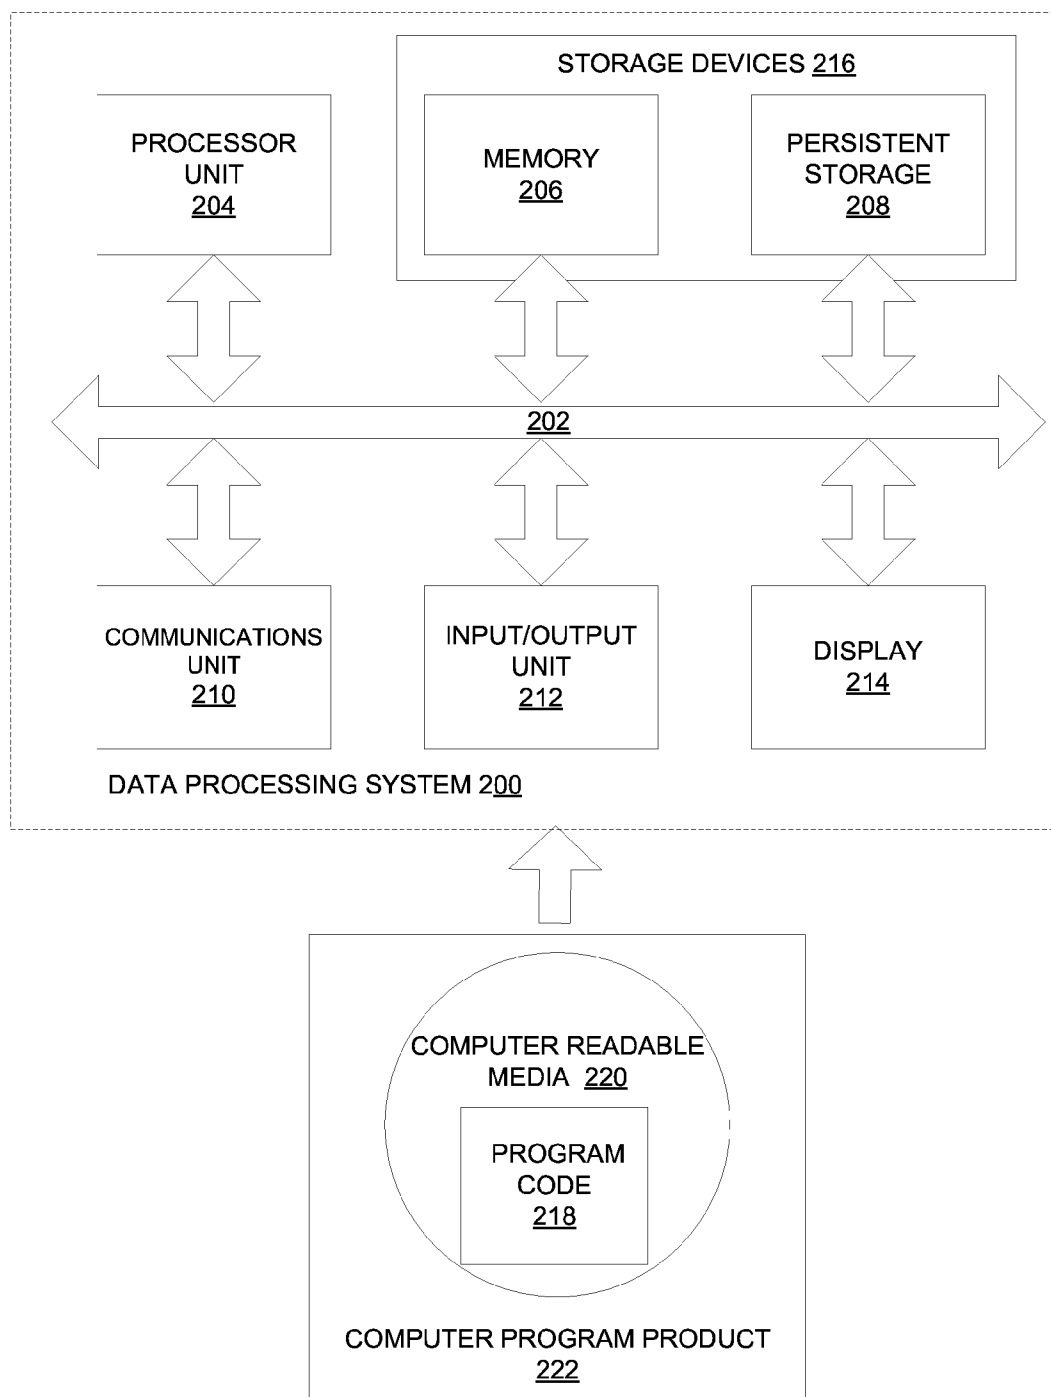 STORAGE DEVICES 216
PROCESSOR
UNIT
204
MEMORY
206
PERSISTENT
STORAGE
208
202
COMMUNICATIONS
UNIT
210
INPUT/OUTPUT
UNIT
212
DISPLAY
214
DATA PROCESSING SYSTEM 200
COMPUTER READABLE
MEDIA 220
PROGRAM
CODE
218
COMPUTER PROGRAM PRODUCT
222